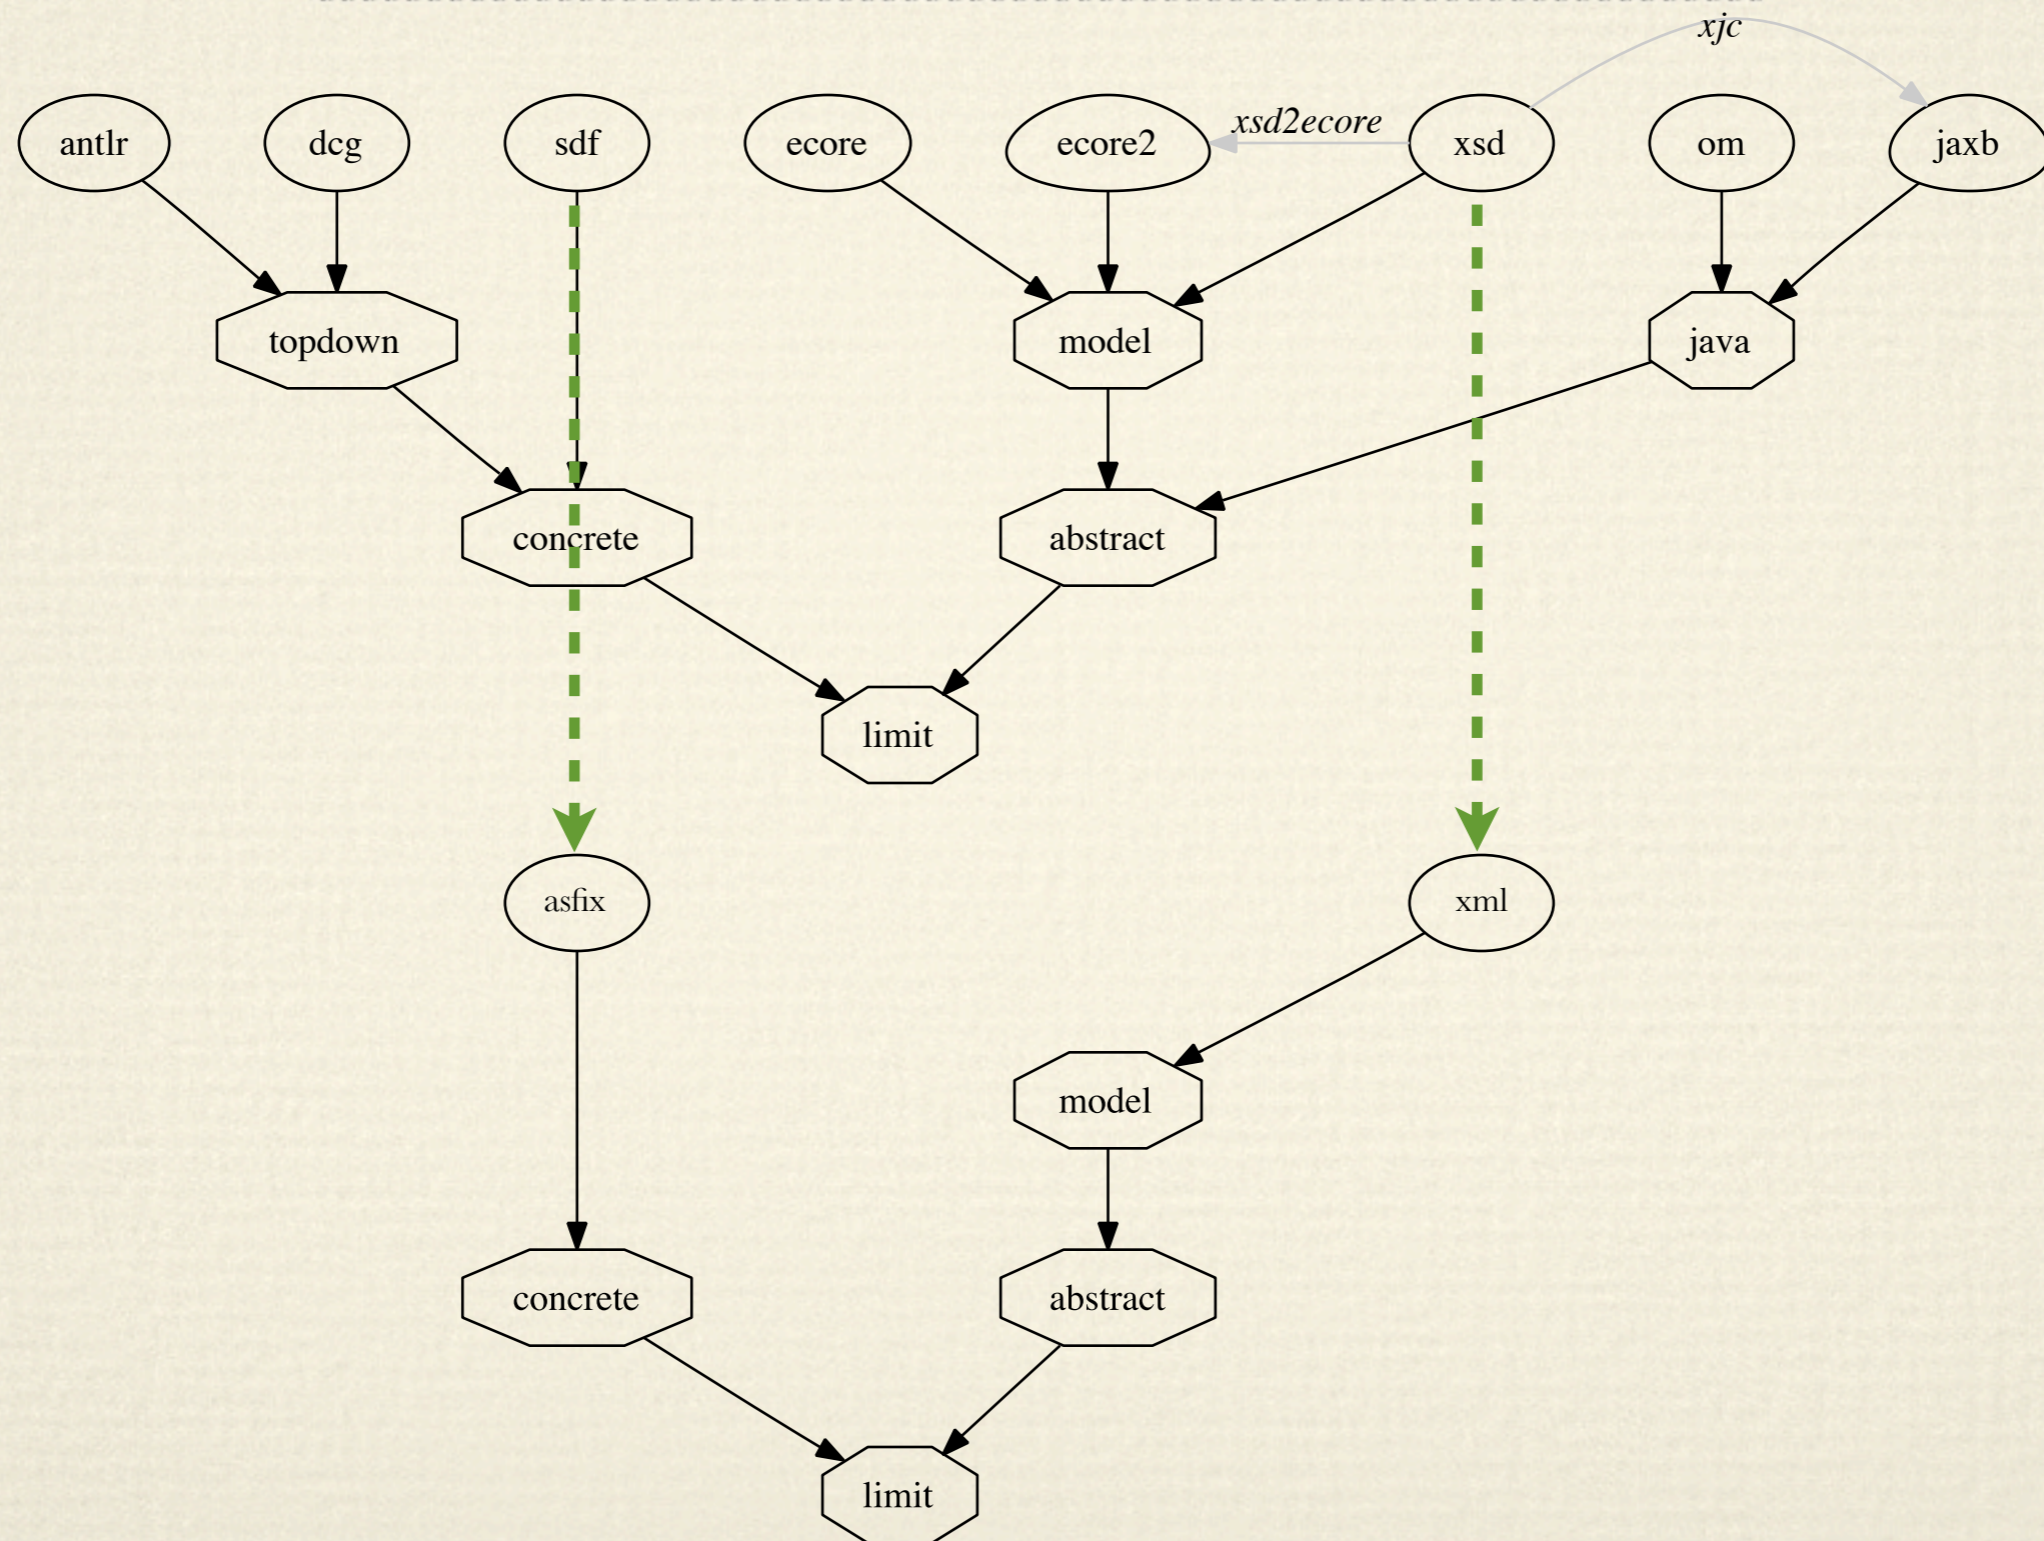 xjc
antlr
dcg
sdf
ecore
ecore2
xsd2ecore
xsd
om
jaxb
topdown
model
java
concrete
abstract
limit
asfix
xml
model
concrete
abstract
limit